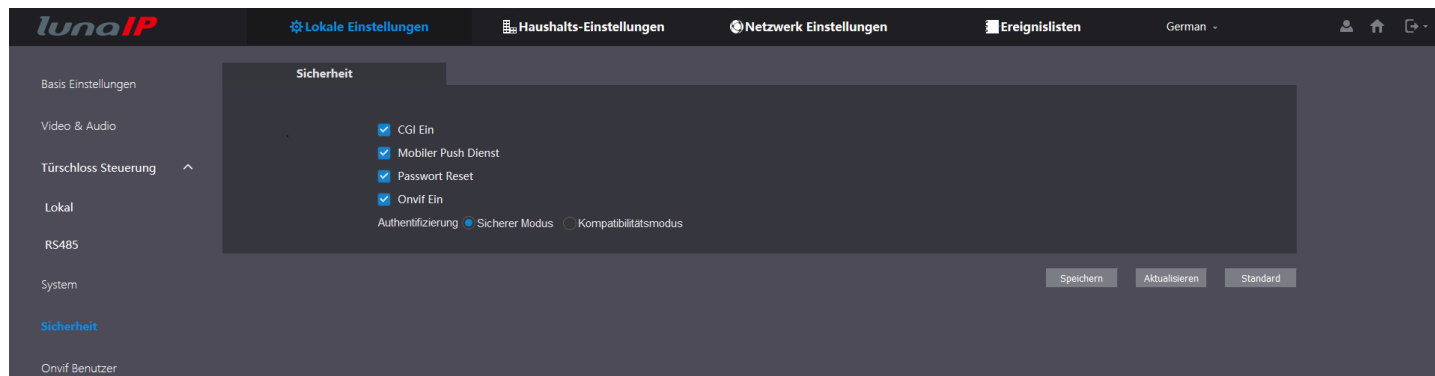 lunaIP
Lokale Einstellungen
Haushalts-Einstellungen
Netzwerk Einstellungen
Ereignislisten
German
Basis Einstellungen
Video & Audio
Türschloss Steuerung
Lokal
RS485
System
Sicherheit
Onvif Benutzer
Sicherheit
CGI Ein
Mobiler Push Dienst
Passwort Reset
Onvif Ein
Authentifizierung Sicherer Modus Kompatibilitätsmodus
Speichern Aktualisieren Standard